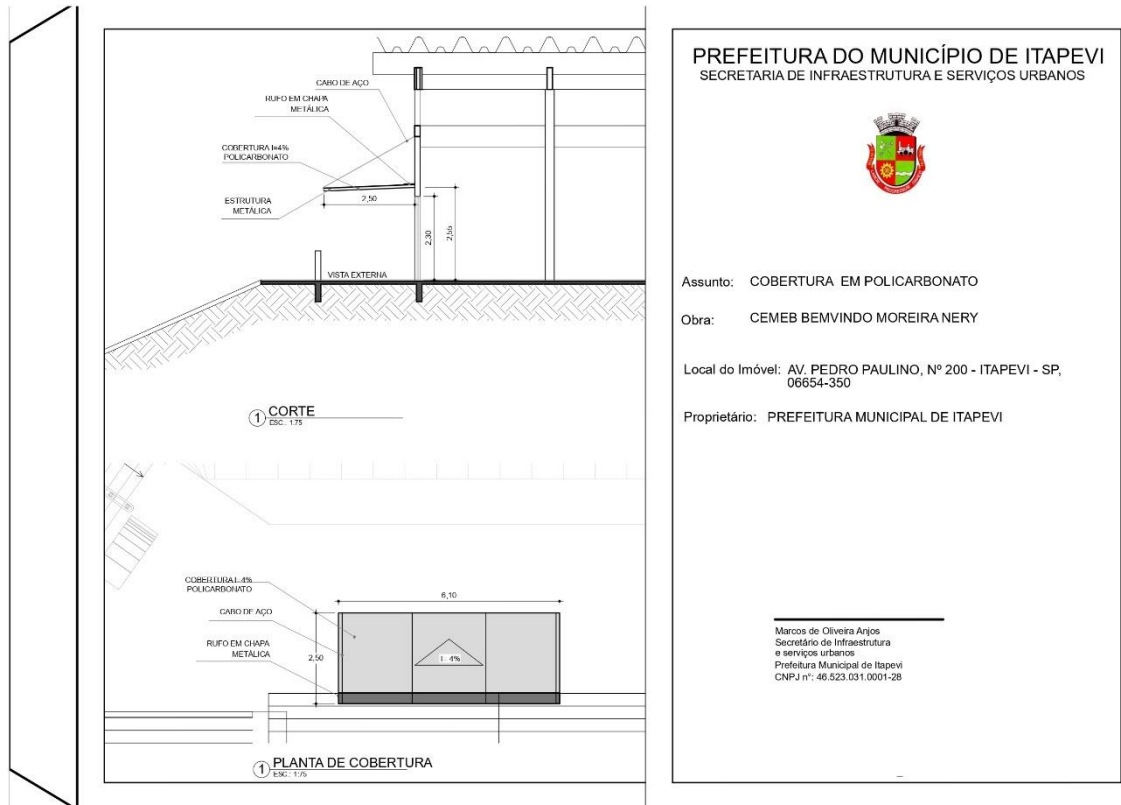 CABO DE AÇO
RUFO EM CHAPA
METÁLICA
COBERTURA I=4%
POLICARBONATO
ESTRUTURA
METÁLICA
2,50
2,30
2,55
VISTA EXTERNA
1 CORTE
ESC.: 1:75
COBERTURA I=4%
POLICARBONATO
CABO DE AÇO
RUFO EM CHAPA
METÁLICA
6,10
2,50
I=4%
1 PLANTA DE COBERTURA
ESC.: 1:75
PREFEITURA DO MUNICÍPIO DE ITAPEVI
SECRETARIA DE INFRAESTRUTURA E SERVIÇOS URBANOS
Assunto: COBERTURA EM POLICARBONATO
Obra: CEMEB BEMVINDO MOREIRA NERY
Local do Imóvel: AV. PEDRO PAULINO, Nº 200 - ITAPEVI - SP,
06654-350
Proprietário: PREFEITURA MUNICIPAL DE ITAPEVI
Marcos de Oliveira Anjos
Secretário de Infraestrutura
e serviços urbanos
Prefeitura Municipal de Itapevi
CNPJ n°: 46.523.031.0001-28